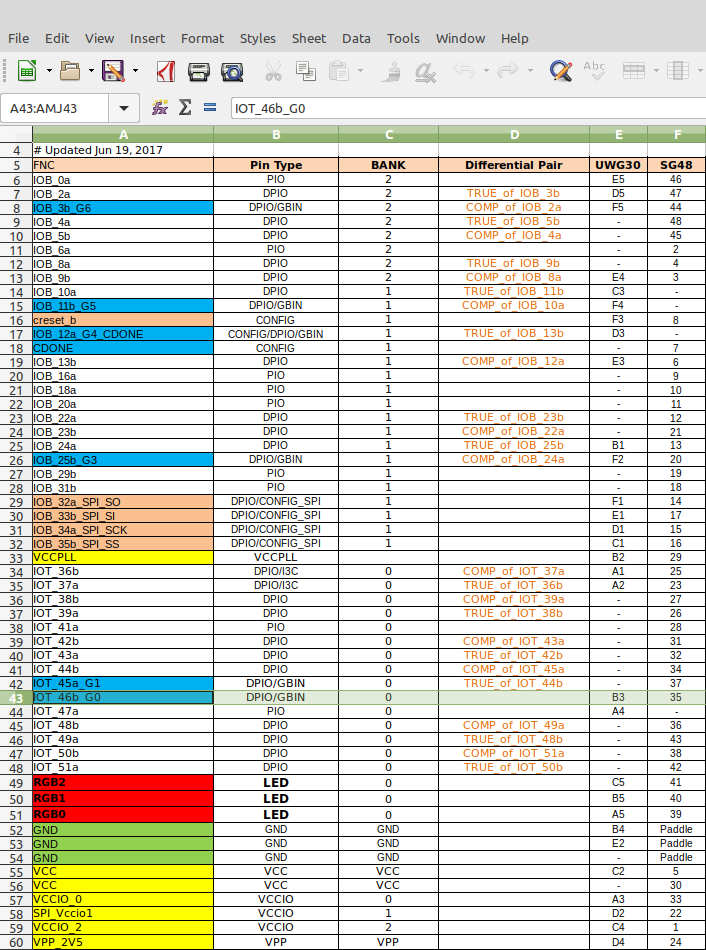 File Edit View Insert Format Styles Sheet Data Tools Window Help
Abc
A43:AMJ43 fx Σ = IOT_46b_G0
A B C D E F
4 # Updated Jun 19, 2017
5 FNC Pin Type BANK Differential Pair UWG30 SG48
6 IOB_0a PIO 2 E5 46
7 IOB_2a DPIO 2 TRUE_of_IOB_3b D5 47
8 IOB_3b_G6 DPIO/GBIN 2 COMP_of_IOB_2a F5 44
9 IOB_4a DPIO 2 TRUE_of_IOB_5b - 48
10 IOB_5b DPIO 2 COMP_of_IOB_4a - 45
11 IOB_6a PIO 2 - 2
12 IOB_8a DPIO 2 TRUE_of_IOB_9b - 4
13 IOB_9b DPIO 2 COMP_of_IOB_8a E4 3
14 IOB_10a DPIO 1 TRUE_of_IOB_11b C3 -
15 IOB_11b_G5 DPIO/GBIN 1 COMP_of_IOB_10a F4 -
16 creset_b CONFIG 1 F3 8
17 IOB_12a_G4_CDONE CONFIG/DPIO/GBIN 1 TRUE_of_IOB_13b D3 -
18 CDONE CONFIG 1 - 7
19 IOB_13b DPIO 1 COMP_of_IOB_12a E3 6
20 IOB_16a PIO 1 - 9
21 IOB_18a PIO 1 - 10
22 IOB_20a PIO 1 - 11
23 IOB_22a DPIO 1 TRUE_of_IOB_23b - 12
24 IOB_23b DPIO 1 COMP_of_IOB_22a - 21
25 IOB_24a DPIO 1 TRUE_of_IOB_25b B1 13
26 IOB_25b_G3 DPIO/GBIN 1 COMP_of_IOB_24a F2 20
27 IOB_29b PIO 1 - 19
28 IOB_31b PIO 1 - 18
29 IOB_32a_SPI_SO DPIO/CONFIG_SPI 1 F1 14
30 IOB_33b_SPI_SI DPIO/CONFIG_SPI 1 E1 17
31 IOB_34a_SPI_SCK DPIO/CONFIG_SPI 1 D1 15
32 IOB_35b_SPI_SS DPIO/CONFIG_SPI 1 C1 16
33 VCCPLL VCCPLL B2 29
34 IOT_36b DPIO/I3C 0 COMP_of_IOT_37a A1 25
35 IOT_37a DPIO/I3C 0 TRUE_of_IOT_36b A2 23
36 IOT_38b DPIO 0 COMP_of_IOT_39a - 27
37 IOT_39a DPIO 0 TRUE_of_IOT_38b - 26
38 IOT_41a PIO 0 - 28
39 IOT_42b DPIO 0 COMP_of_IOT_43a - 31
40 IOT_43a DPIO 0 TRUE_of_IOT_42b - 32
41 IOT_44b DPIO 0 COMP_of_IOT_45a - 34
42 IOT_45a_G1 DPIO/GBIN 0 TRUE_of_IOT_44b - 37
43 IOT_46b_G0 DPIO/GBIN 0 B3 35
44 IOT_47a PIO 0 A4 -
45 IOT_48b DPIO 0 COMP_of_IOT_49a - 36
46 IOT_49a DPIO 0 TRUE_of_IOT_48b - 43
47 IOT_50b DPIO 0 COMP_of_IOT_51a - 38
48 IOT_51a DPIO 0 TRUE_of_IOT_50b - 42
49 RGB2 LED 0 C5 41
50 RGB1 LED 0 B5 40
51 RGB0 LED 0 A5 39
52 GND GND GND B4 Paddle
53 GND GND GND E2 Paddle
54 GND GND GND - Paddle
55 VCC VCC VCC C2 5
56 VCC VCC VCC - 30
57 VCCIO_0 VCCIO 0 A3 33
58 SPI_Vccio1 VCCIO 1 D2 22
59 VCCIO_2 VCCIO 2 C4 1
60 VPP_2V5 VPP VPP D4 24